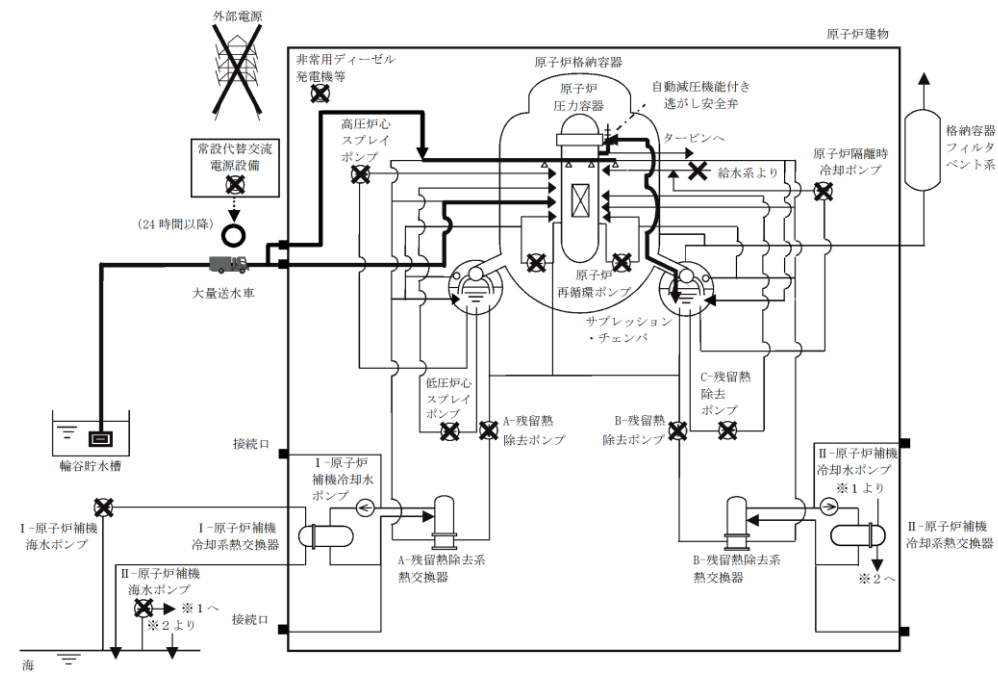 外部電源
原子炉建物
非常用ディーゼル
発電機等
原子炉格納容器
原子炉
圧力容器
自動減圧機能付き
逃がし安全弁
高圧炉心
スプレイ
ポンプ
タービンへ
格納容器
フィルタ
ベント系
常設代替交流
電源設備
給水系より
原子炉隔離時
冷却ポンプ
(24時間以降)
大量送水車
原子炉
再循環ポンプ
サプレッション
・チェンバ
低圧炉心
スプレイ
ポンプ
A-残留熱
除去ポンプ
B-残留熱
除去ポンプ
C-残留熱
除去
ポンプ
輪谷貯水槽
接続口
Ⅰ-原子炉
補機冷却水
ポンプ
Ⅱ-原子炉補機
冷却水ポンプ
※1より
Ⅰ-原子炉補機
海水ポンプ
Ⅰ-原子炉補機
冷却系熱交換器
Ⅱ-原子炉補機
冷却系熱交換器
A-残留熱除去系
熱交換器
B-残留熱除去系
熱交換器
※2へ
Ⅱ-原子炉補機
海水ポンプ
※1へ
※2より
接続口
海